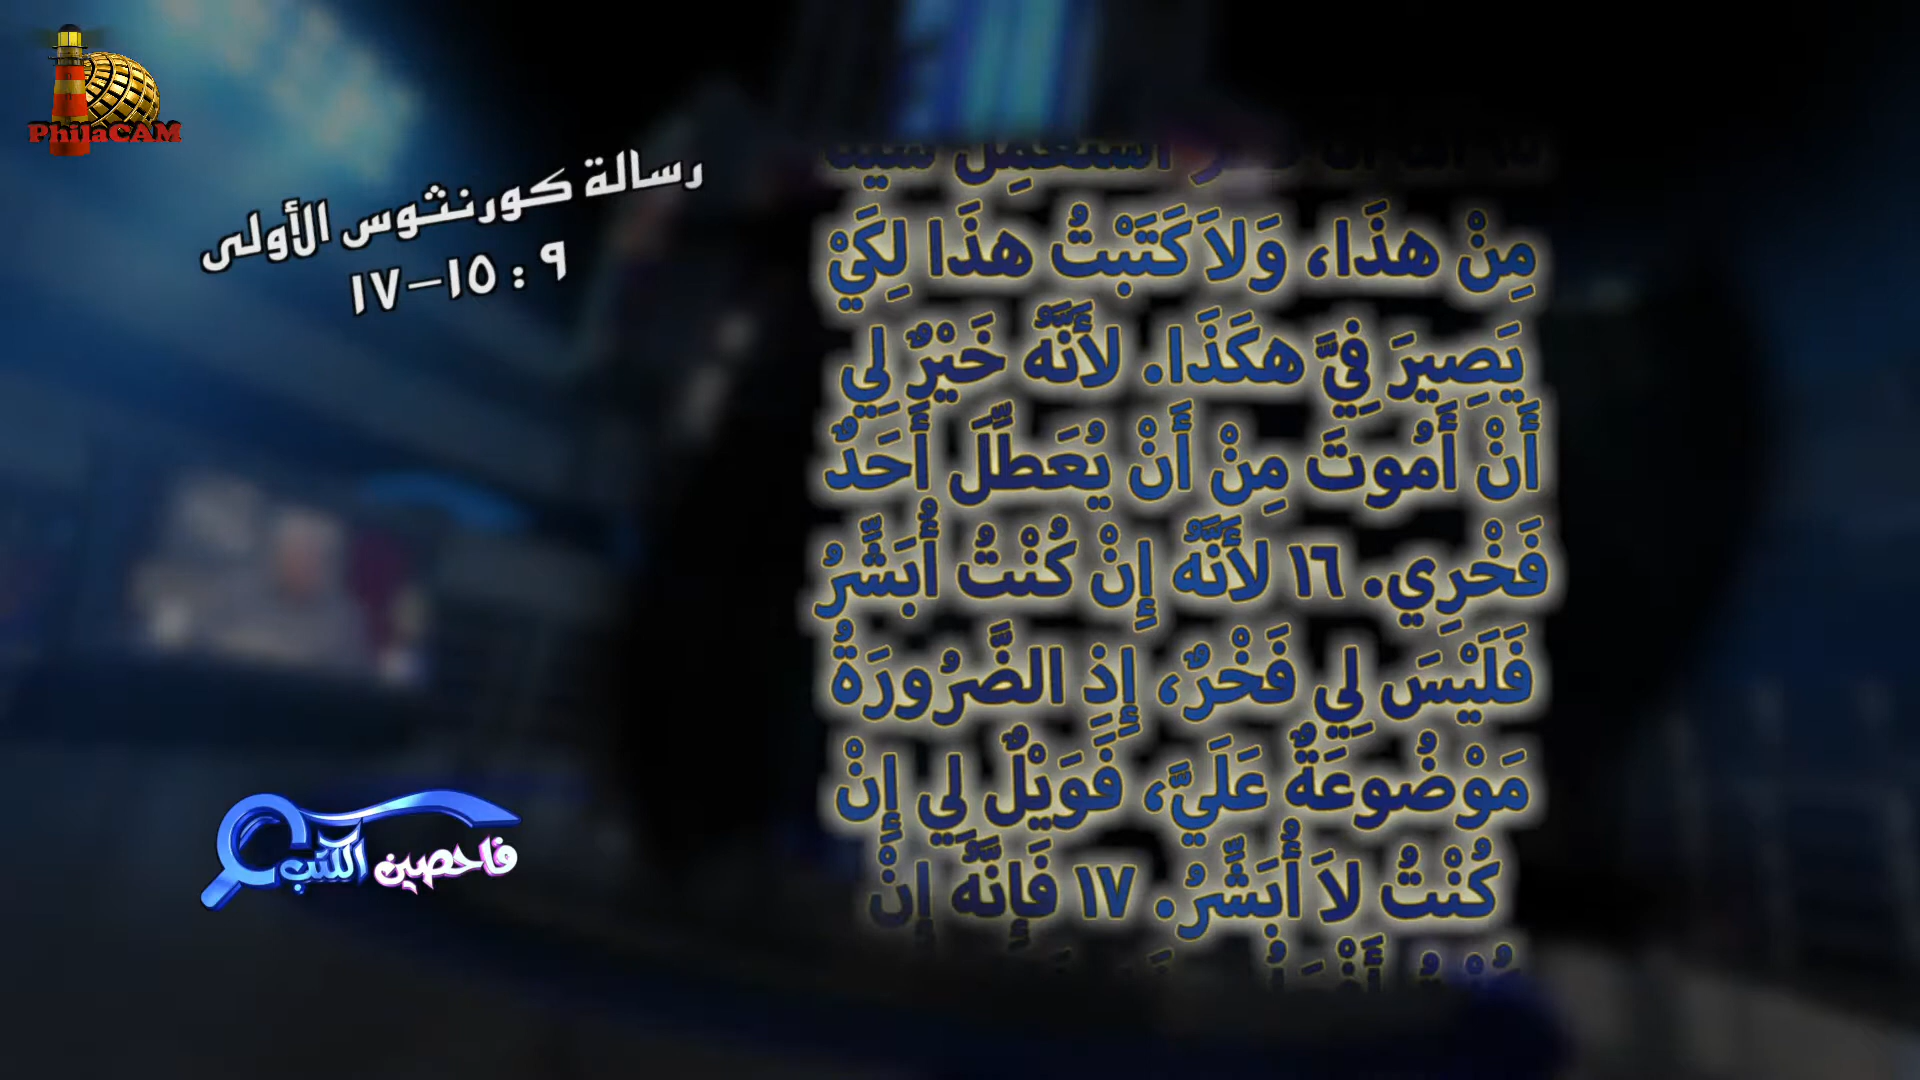 PhilaCAM
رسالة كورنثوس الأولى
٩ : ١٥-١٧
مِنْ هذَا، وَلاَ كَتَبْتُ هذَا لِكَيْ
يَصِيرَ فِيَّ هكَذَا. لأَنَّهُ خَيْرٌ لِي
أَنْ أَمُوتَ مِنْ أَنْ يُعَطِّلَ أَحَدٌ
فَخْرِي. ١٦ لأَنَّهُ إِنْ كُنْتُ أُبَشِّرُ
فَلَيْسَ لِي فَخْرٌ، إِذِ الضَّرُورَةُ
مَوْضُوعَةٌ عَلَيَّ، فَوَيْلٌ لِي إِنْ
كُنْتُ لاَ أُبَشِّرُ. ١٧ فَإِنَّهُ إِنْ
فاحصين الكتب